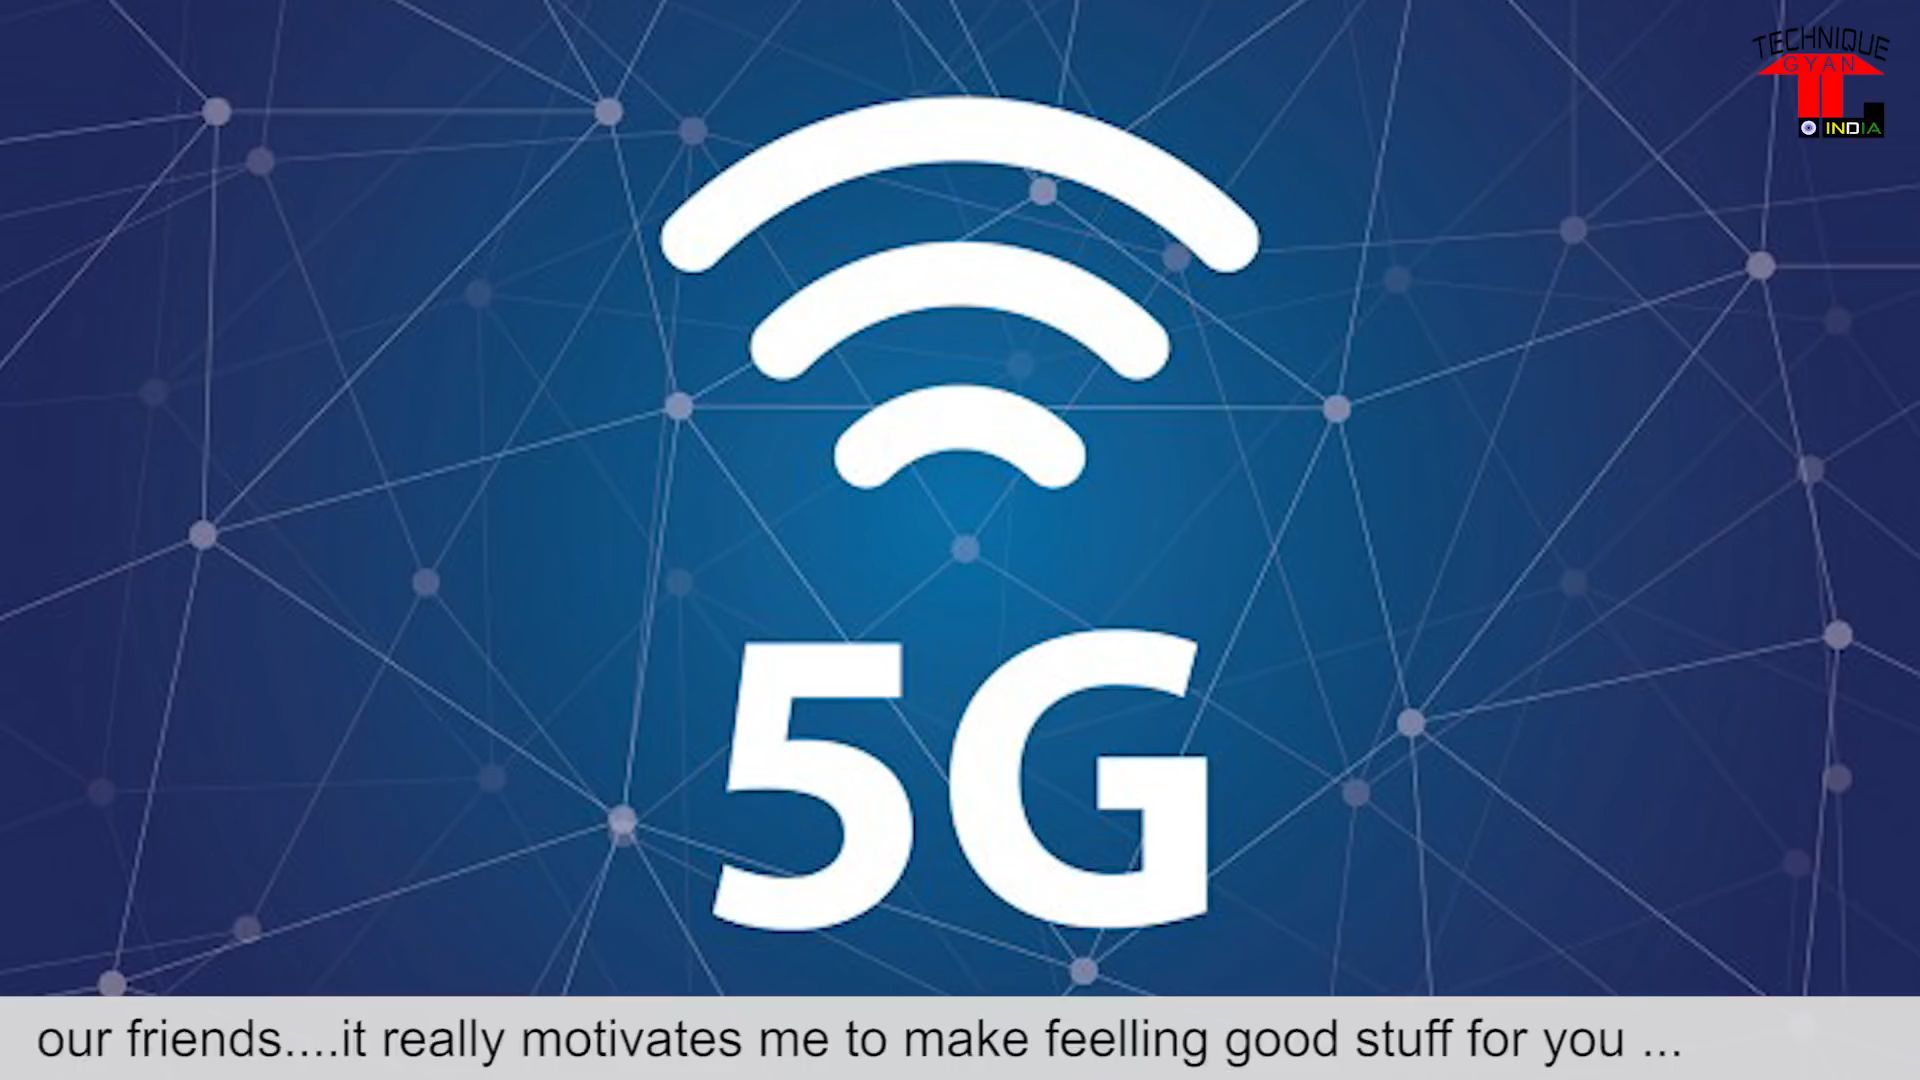 TECHNIQUE
GYAN
INDIA
5G
our friends....it really motivates me to make feelling good stuff for you ...